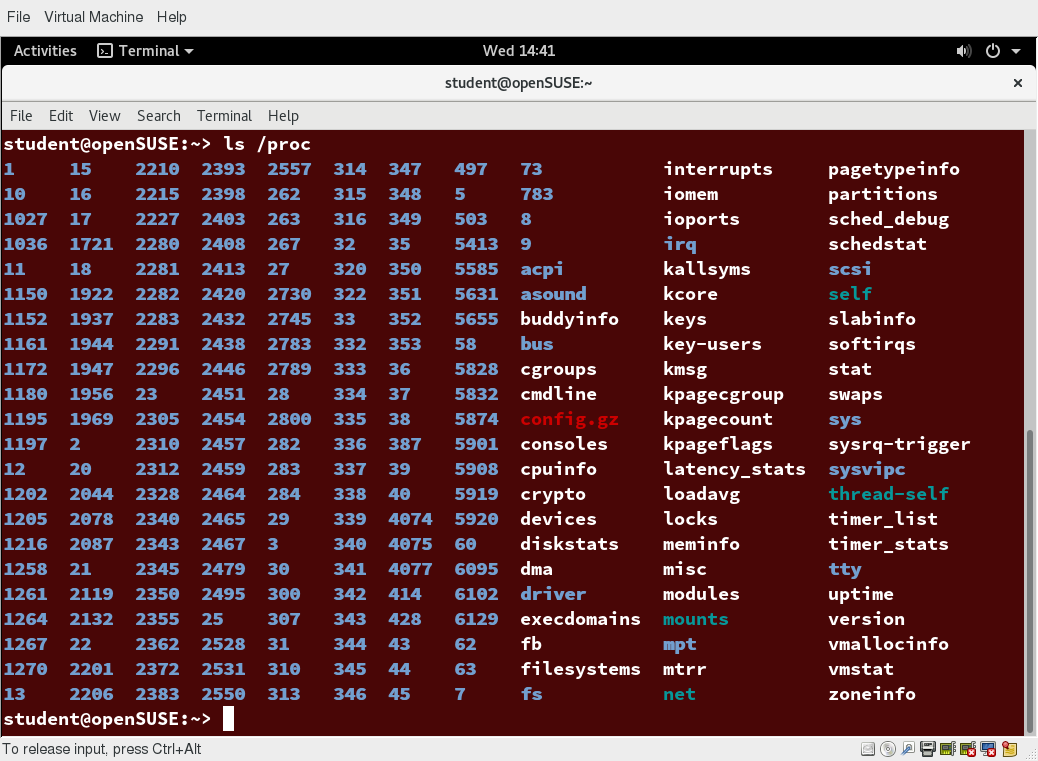 File Virtual Machine Help
Activities Terminal Wed 14:41
student@openSUSE:~
File Edit View Search Terminal Help
student@openSUSE:~> ls /proc
1 15 2210 2393 2557 314 347 497 73 interrupts pagetypeinfo
10 16 2215 2398 262 315 348 5 783 iomem partitions
1027 17 2227 2403 263 316 349 503 8 ioports sched_debug
1036 1721 2280 2408 267 32 35 5413 9 irq schedstat
11 18 2281 2413 27 320 350 5585 acpi kallsyms scsi
1150 1922 2282 2420 2730 322 351 5631 asound kcore self
1152 1937 2283 2432 2745 33 352 5655 buddyinfo keys slabinfo
1161 1944 2291 2438 2783 332 353 58 bus key-users softirqs
1172 1947 2296 2446 2789 333 36 5828 cgroups kmsg stat
1180 1956 23 2451 28 334 37 5832 cmdline kpagecgroup swaps
1195 1969 2305 2454 2800 335 38 5874 config.gz kpagecount sys
1197 2 2310 2457 282 336 387 5901 consoles kpageflags sysrq-trigger
12 20 2312 2459 283 337 39 5908 cpuinfo latency_stats sysvipc
1202 2044 2328 2464 284 338 40 5919 crypto loadavg thread-self
1205 2078 2340 2465 29 339 4074 5920 devices locks timer_list
1216 2087 2343 2467 3 340 4075 60 diskstats meminfo timer_stats
1258 21 2345 2479 30 341 4077 6095 dma misc tty
1261 2119 2350 2495 300 342 414 6102 driver modules uptime
1264 2132 2355 25 307 343 428 6129 execdomains mounts version
1267 22 2362 2528 31 344 43 62 fb mpt vmallocinfo
1270 2201 2372 2531 310 345 44 63 filesystems mtrr vmstat
13 2206 2383 2550 313 346 45 7 fs net zoneinfo
student@openSUSE:~>
To release input, press Ctrl+Alt